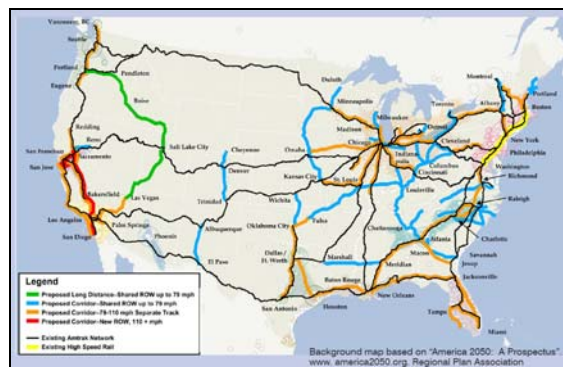 Vancouver, BC
Seattle
Portland
Pendleton
Eugene
Boise
Redding
Reno
San Francisco
Sacramento
San Jose
Salt Lake City
Bakersfield
Las Vegas
Los Angeles
Palm Springs
San Diego
Phoenix
Cheyenne
Denver
Trinidad
Albuquerque
El Paso
Duluth
Minneapolis
Madison
Milwaukee
Chicago
Omaha
Kansas City
St. Louis
Wichita
Oklahoma City
Tulsa
Dallas/
Ft. Worth
San Antonio
Houston
Marshall
Baton Rouge
New Orleans
Meridian
Chattanooga
Atlanta
Macon
Louisville
Indiana
polis
Cincinnati
Columbus
Cleveland
Detroit
Toronto
Montreal
Albany
Portland
Boston
New York
Philadelphia
Washington
Richmond
Raleigh
Charlotte
Savannah
Jesup
Jacksonville
Tampa
Miami
Legend
Proposed Long Distance-Shared ROW up to 79 mph
Proposed Corridor-Shared ROW up to 79 mph
Proposed Corridor-79-110 mph Separate Track
Proposed Corridor-New ROW, 110 + mph
Existing Amtrak Network
Existing High Speed Rail
Background map based on "America 2050: A Prospectus".
www.america2050.org. Regional Plan Association